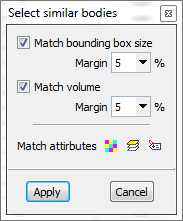 Select similar bodies
Match bounding box size
Margin 5 %
Match volume
Margin 5 %
Match attributes
Apply Cancel